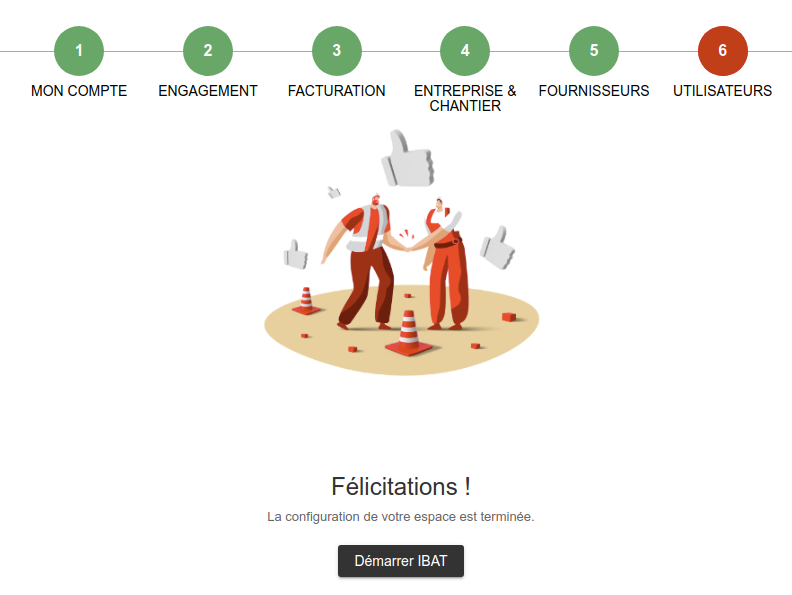 1 2 3 4 5 6
MON COMPTE ENGAGEMENT FACTURATION ENTREPRISE & FOURNISSEURS UTILISATEURS
CHANTIER
Félicitations !
La configuration de votre espace est terminée.
Démarrer IBAT